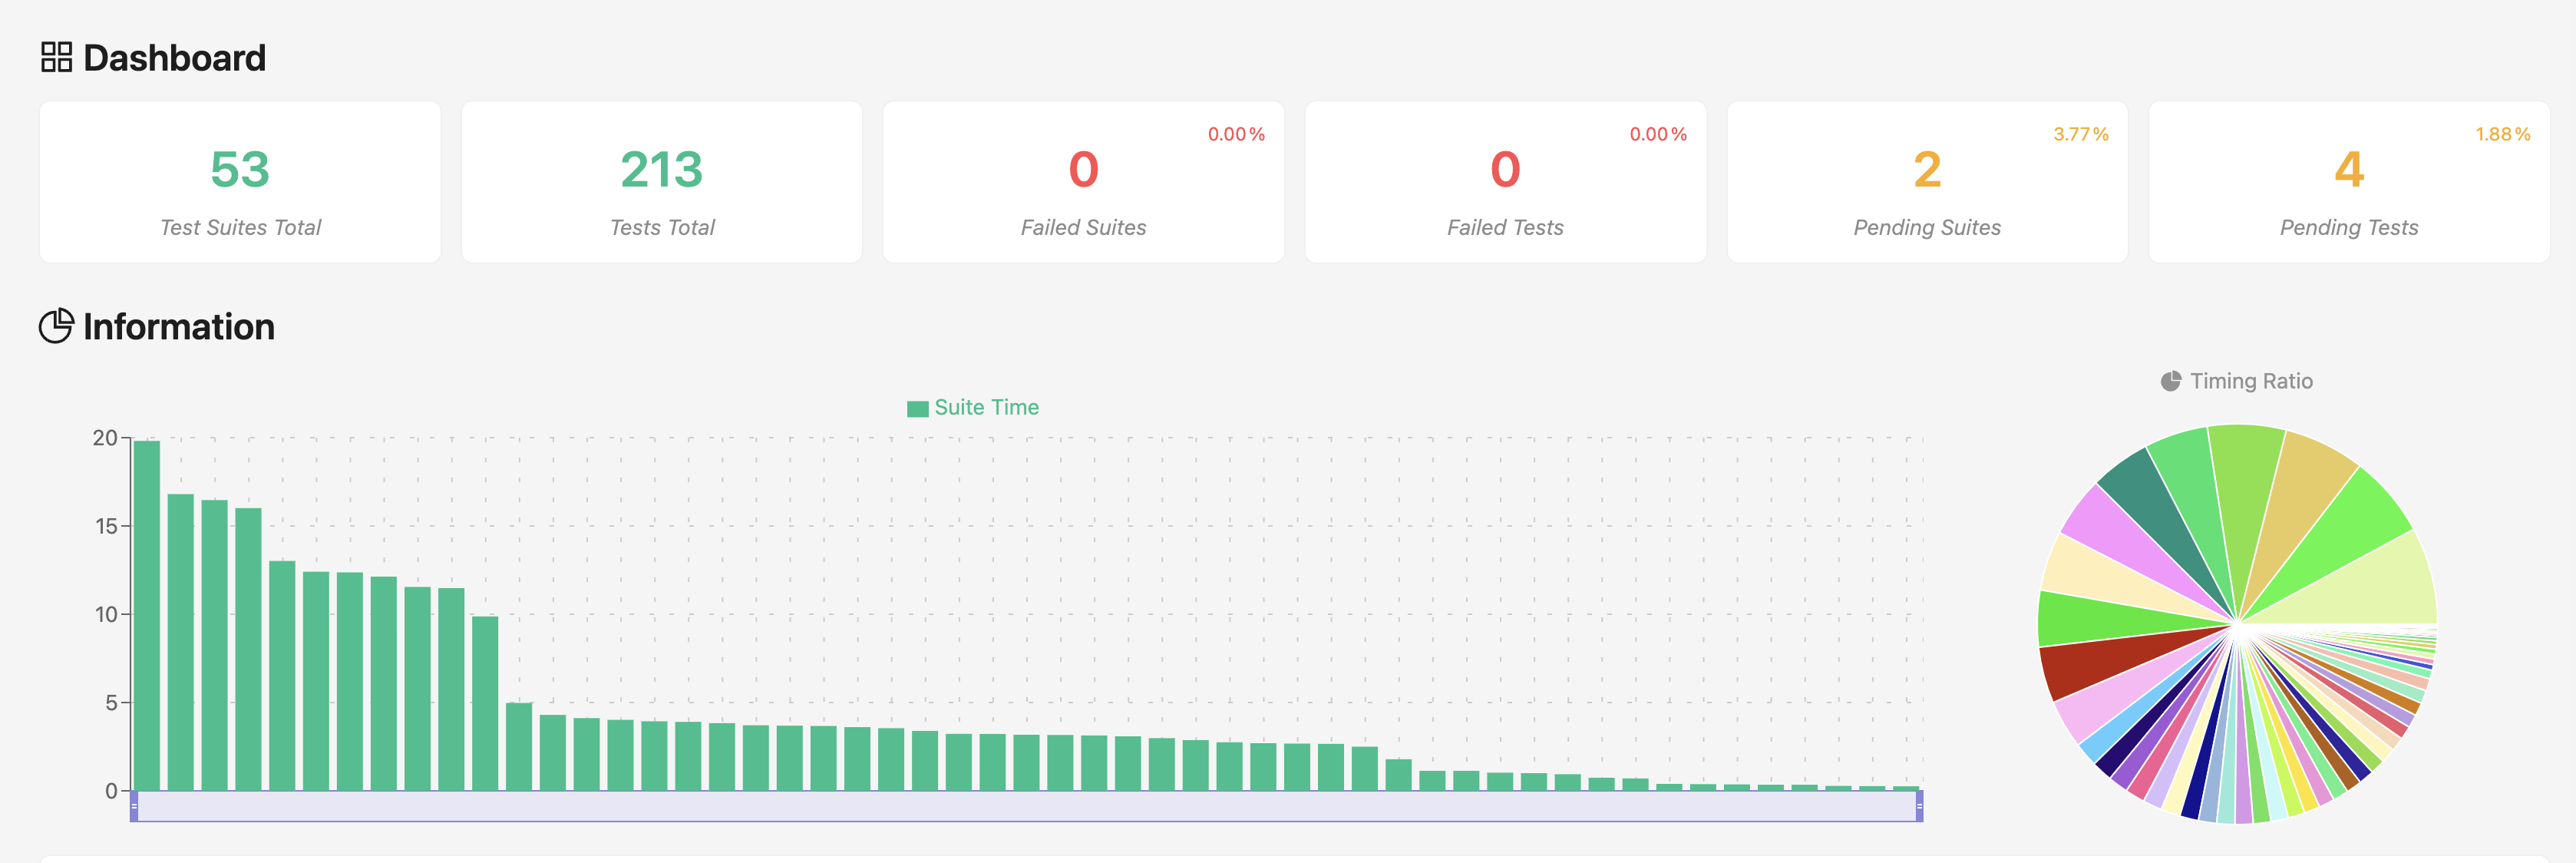 Dashboard
53
Test Suites Total
213
Tests Total
0.00%
0
Failed Suites
0.00%
0
Failed Tests
3.77%
2
Pending Suites
1.88%
4
Pending Tests
Information
Suite Time
20
15
10
5
0
Timing Ratio